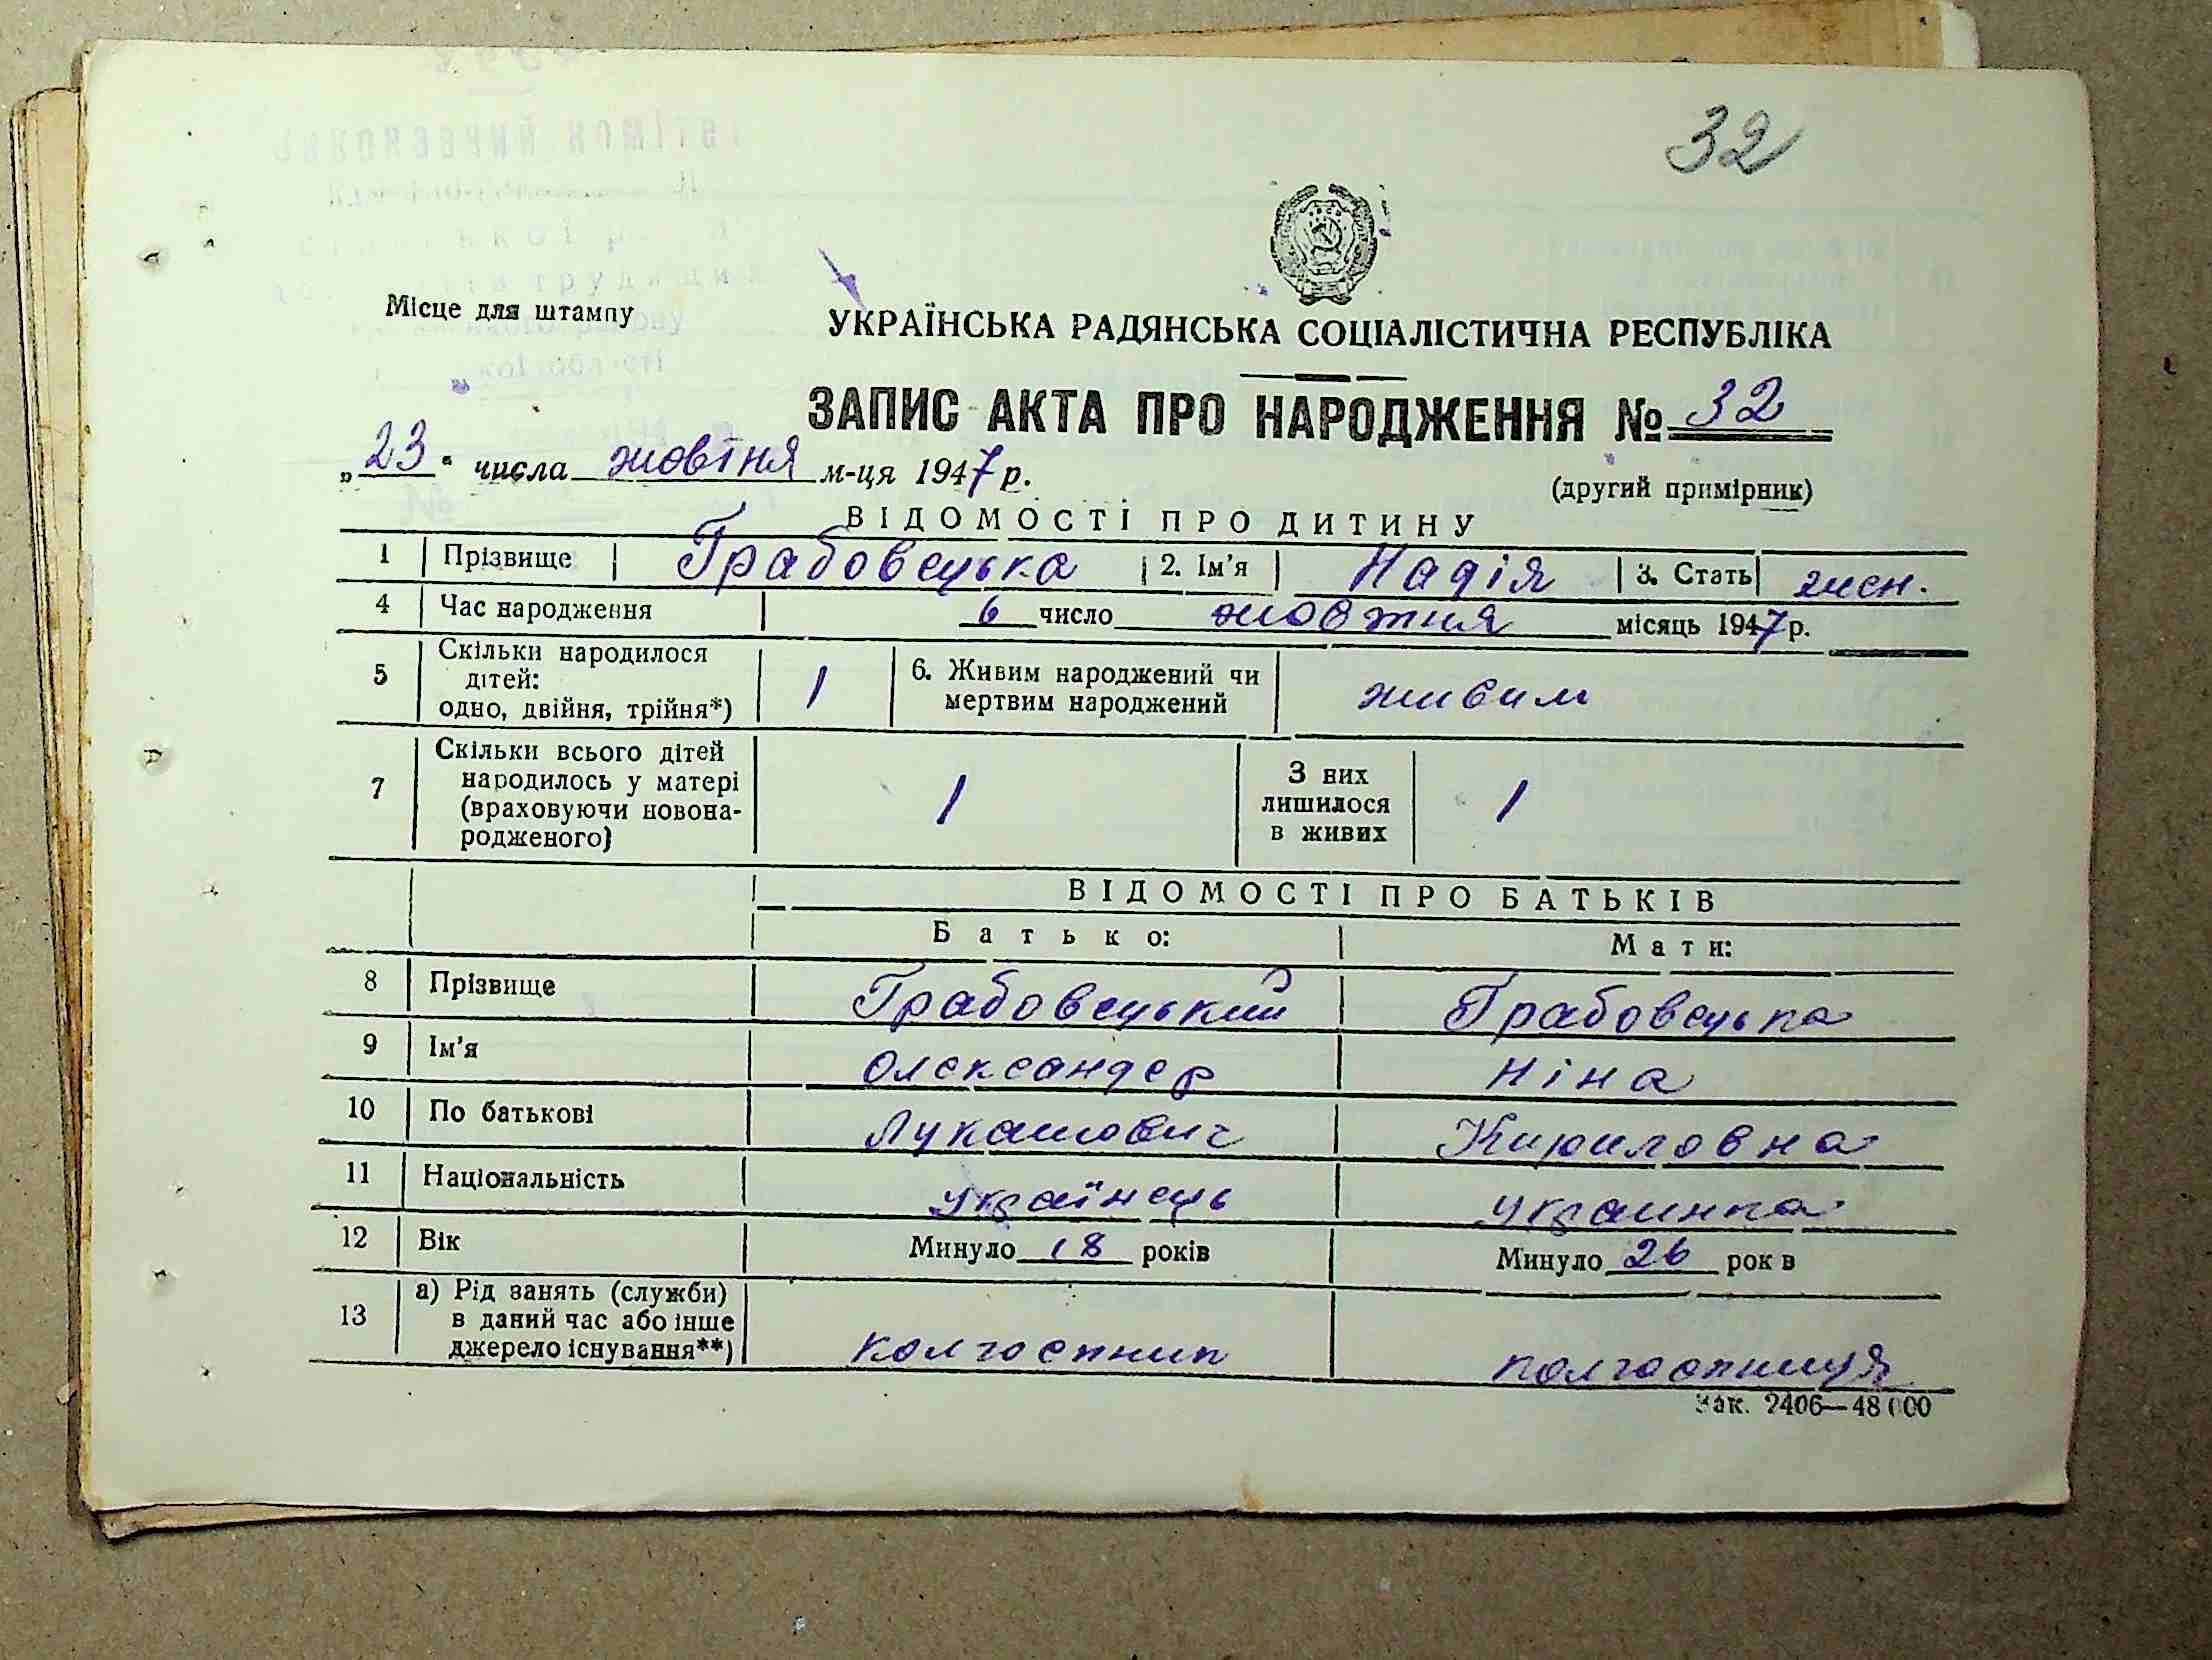 32
Місце для штампу
УКРАЇНСЬКА РАДЯНСЬКА СОЦІАЛІСТИЧНА РЕСПУБЛІКА
ЗАПИС АКТА ПРО НАРОДЖЕННЯ № 32
„23“ числа жовтня м-ця 1947 р.
(другий примірник)
ВІДОМОСТІ ПРО ДИТИНУ
1 Прізвище Грабовецька 2. Ім'я Надія 3. Стать жен.
4 Час народження 6 число жовтня місяць 1947 р.
5 Скільки народилося дітей: одно, двійня, трійня*) 1 6. Живим народжений чи мертвим народжений живим
7 Скільки всього дітей народилось у матері (враховуючи новонародженого) 1 З них лишилося в живих 1
ВІДОМОСТІ ПРО БАТЬКІВ
Батько: Мати:
8 Прізвище Грабовецький Грабовецька
9 Ім'я Олександер Ніна
10 По батькові Лукашович Кириловна
11 Національність українець украинка
12 Вік Минуло 18 років Минуло 26 рок в
13 а) Рід занять (служби) в даний час або інше джерело існування**) колгоспник колгоспниця
Зак. 2406—48000